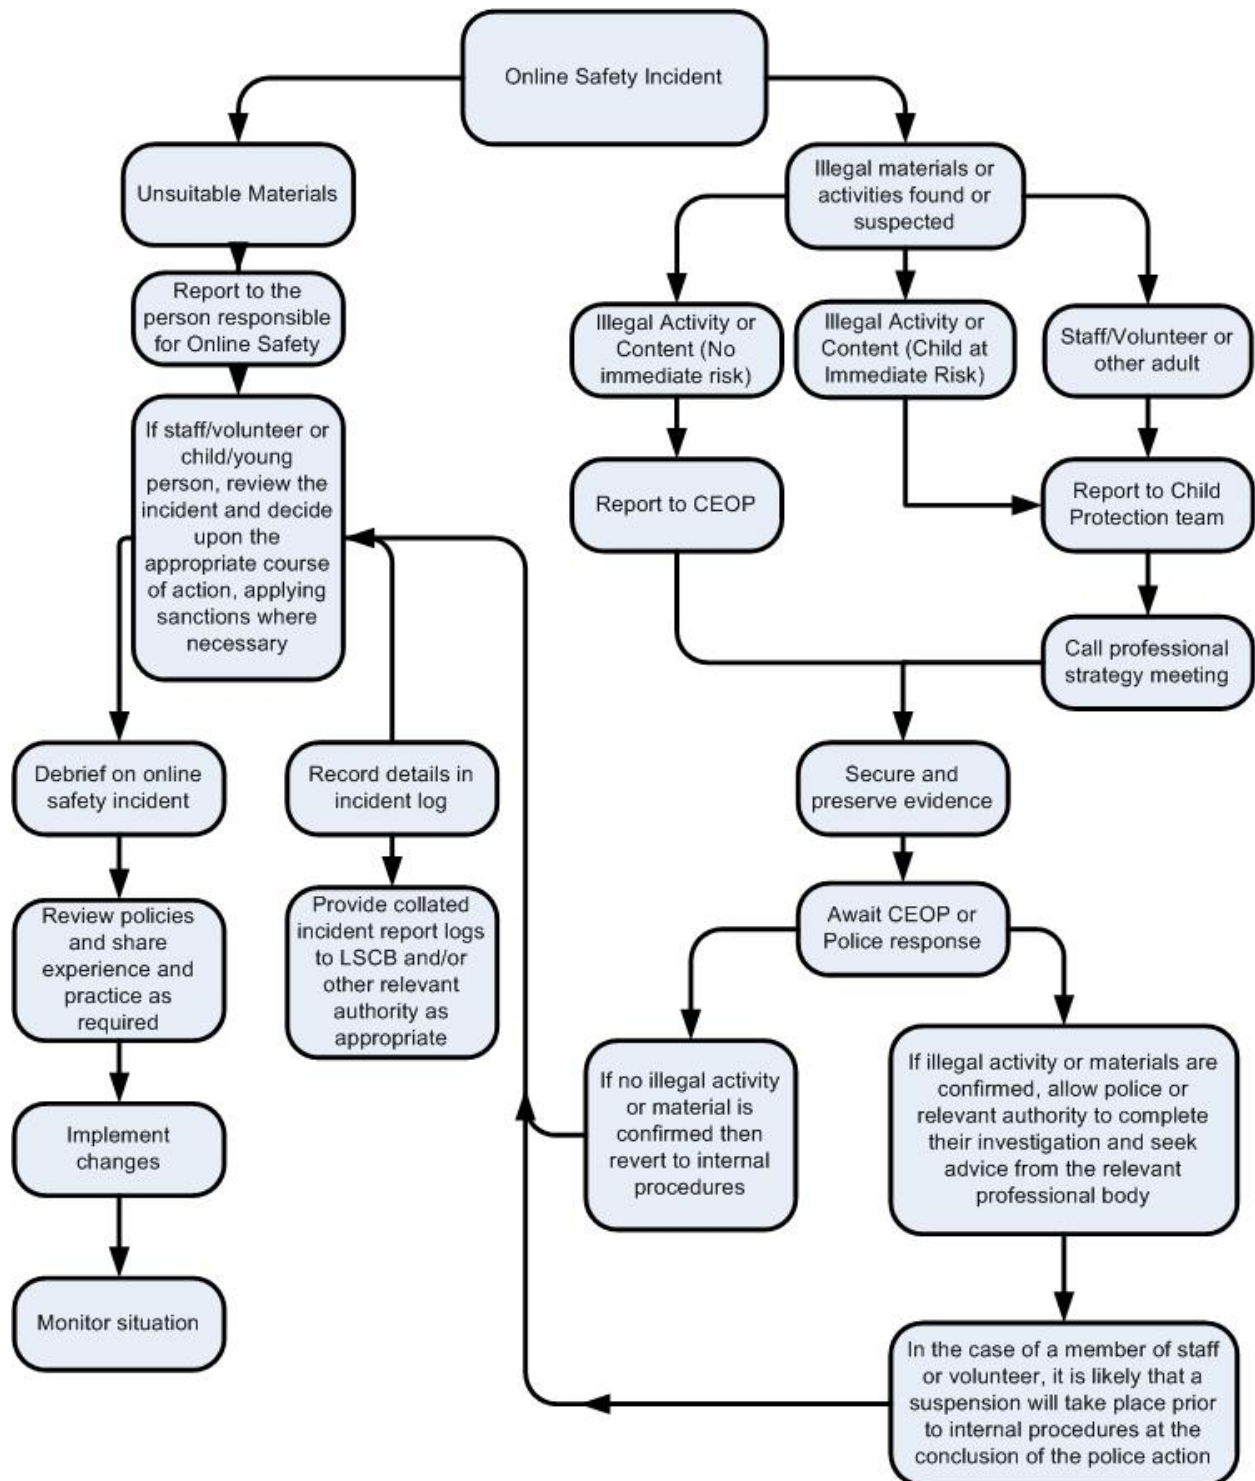 Online Safety Incident
Unsuitable Materials
Illegal materials or
activities found or
suspected
Report to the
person responsible
for Online Safety
Illegal Activity or
Content (No
immediate risk)
Illegal Activity or
Content (Child at
Immediate Risk)
Staff/Volunteer or
other adult
If staff/volunteer or
child/young
person, review the
incident and decide
upon the
appropriate course
of action, applying
sanctions where
necessary
Report to CEOP
Report to Child
Protection team
Call professional
strategy meeting
Debrief on online
safety incident
Record details in
incident log
Secure and
preserve evidence
Review policies
and share
experience and
practice as
required
Provide collated
incident report logs
to LSCB and/or
other relevant
authority as
appropriate
Await CEOP or
Police response
If no illegal activity
or material is
confirmed then
revert to internal
procedures
If illegal activity or materials are
confirmed, allow police or
relevant authority to complete
their investigation and seek
advice from the relevant
professional body
Implement
changes
Monitor situation
In the case of a member of staff
or volunteer, it is likely that a
suspension will take place prior
to internal procedures at the
conclusion of the police action